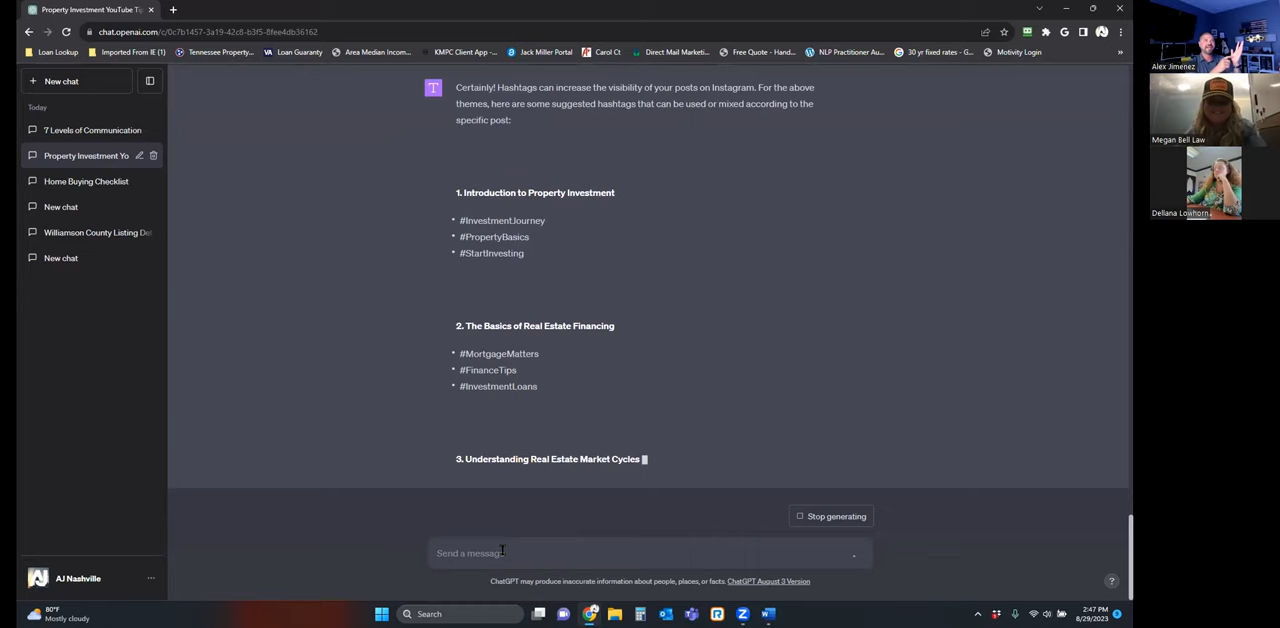 Property Investment YouTube Ti
chat.openai.com/c/0c7b1457-3a19-42c8-b3f5-8fee4db36162
Loan Lookup Imported From IE (1) Tennessee Property... Loan Guaranty Area Median Incom... KMPC Client App -... Jack Miller Portal Carol Ct Direct Mail Marketi... Free Quote - Hand... NLP Practitioner Au... 30 yr fixed rates - G... Motivity Login »
+ New chat
Today
7 Levels of Communication
Property Investment Yo
Home Buying Checklist
New chat
Williamson County Listing De
New chat
AJ Nashville ...
T
Certainly! Hashtags can increase the visibility of your posts on Instagram. For the above
themes, here are some suggested hashtags that can be used or mixed according to the
specific post:
1. Introduction to Property Investment
• #InvestmentJourney
• #PropertyBasics
• #StartInvesting
2. The Basics of Real Estate Financing
• #MortgageMatters
• #FinanceTips
• #InvestmentLoans
3. Understanding Real Estate Market Cycles
Stop generating
Send a message
ChatGPT may produce inaccurate information about people, places, or facts. ChatGPT August 3 Version
?
Alex Jimenez
Megan Bell Law
Dellana Lowhorn
80°F
Mostly cloudy
Search
2:47 PM
8/29/2023